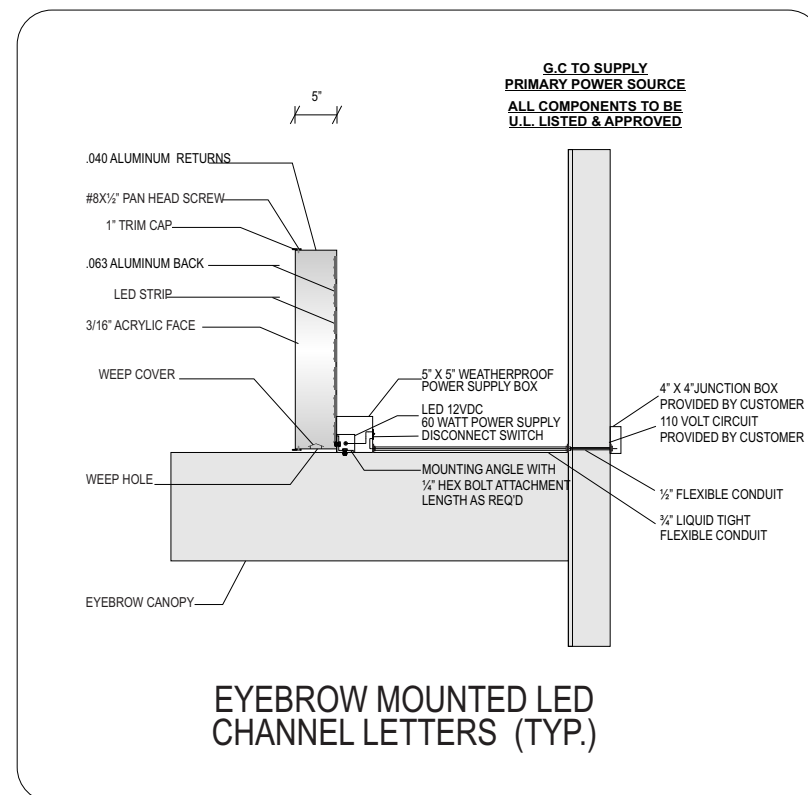 G.C TO SUPPLY
PRIMARY POWER SOURCE
ALL COMPONENTS TO BE
U.L. LISTED & APPROVED
5"
.040 ALUMINUM RETURNS
#8X½" PAN HEAD SCREW
1" TRIM CAP
.063 ALUMINUM BACK
LED STRIP
3/16" ACRYLIC FACE
WEEP COVER
WEEP HOLE
EYEBROW CANOPY
5" X 5" WEATHERPROOF
POWER SUPPLY BOX
LED 12VDC
60 WATT POWER SUPPLY
DISCONNECT SWITCH
MOUNTING ANGLE WITH
¼" HEX BOLT ATTACHMENT
LENGTH AS REQ'D
4" X 4"JUNCTION BOX
PROVIDED BY CUSTOMER
110 VOLT CIRCUIT
PROVIDED BY CUSTOMER
½" FLEXIBLE CONDUIT
¾" LIQUID TIGHT
FLEXIBLE CONDUIT
EYEBROW MOUNTED LED
CHANNEL LETTERS (TYP.)